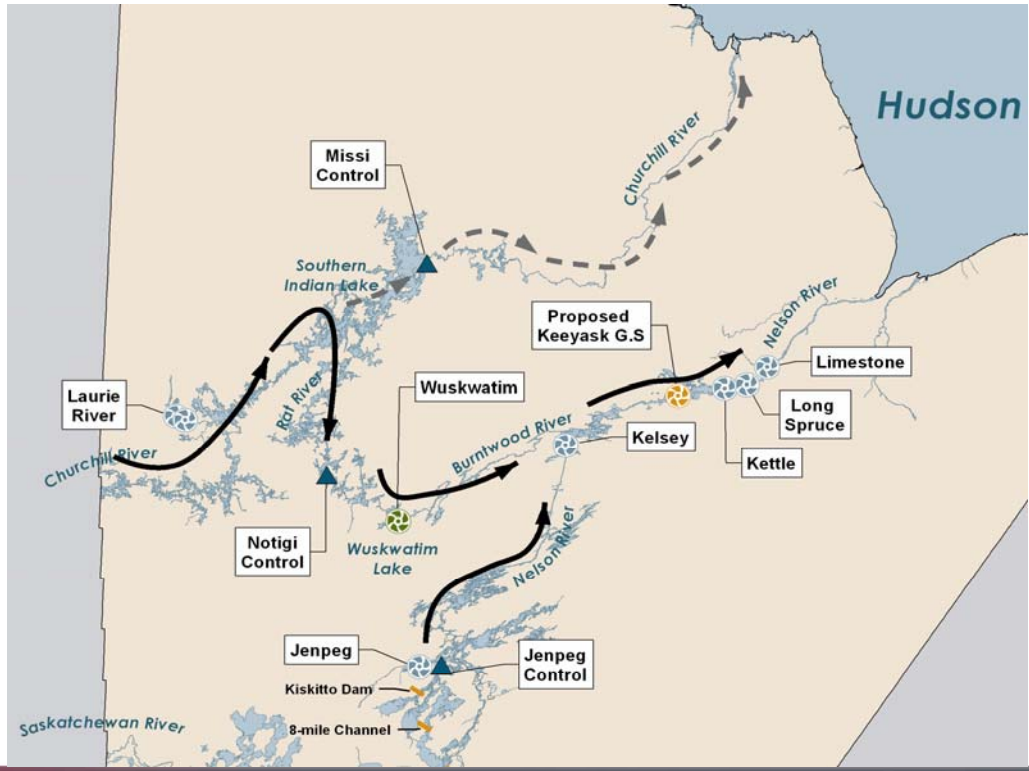 Hudson
Churchill River
Missi
Control
Southern
Indian Lake
Nelson River
Proposed
Keeyask G.S
Limestone
Laurie
River
Rat River
Wuskwatim
Long
Spruce
Burntwood River
Kelsey
Kettle
Churchill River
Notigi
Control
Wuskwatim
Lake
Nelson River
Jenpeg
Jenpeg
Control
Kiskitto Dam
8-mile Channel
Saskatchewan River